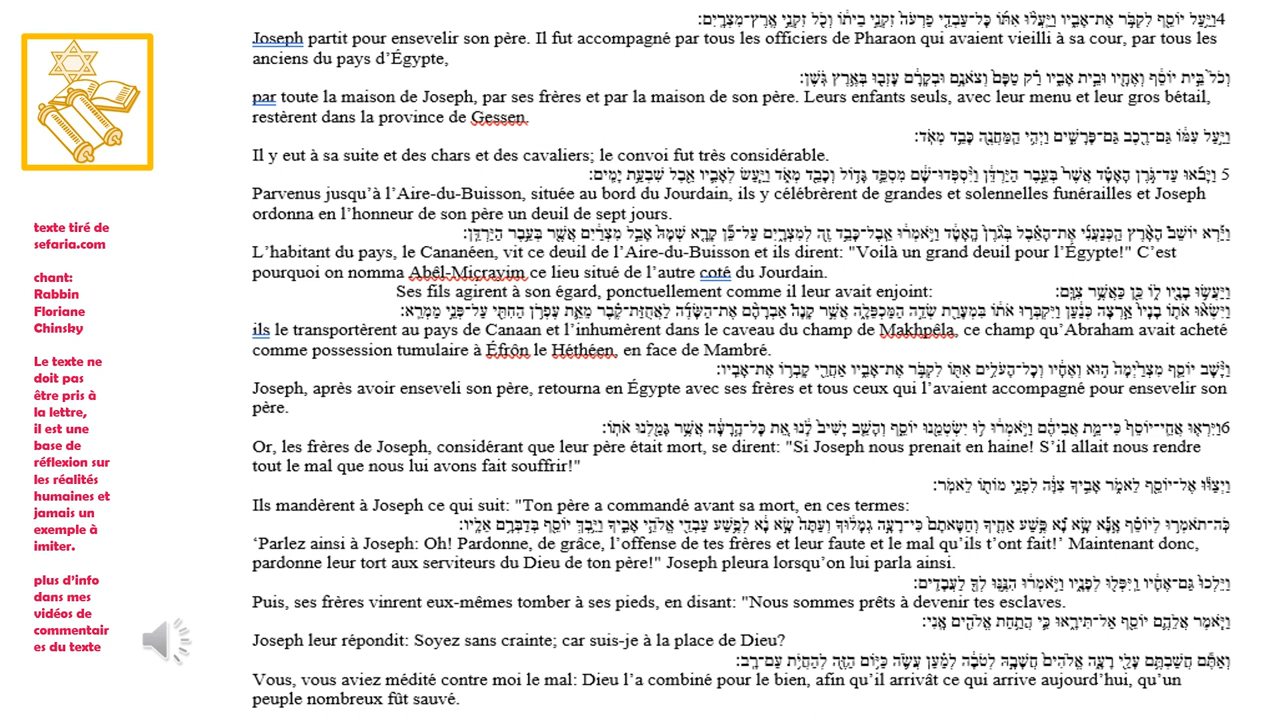 texte tiré de
sefaria.com
chant:
Rabbin
Floriane
Chinsky
Le texte ne
doit pas
être pris à
la lettre,
il est une
base de
réflexion sur
les réalités
humaines et
jamais un
exemple à
imiter.
plus d’info
dans mes
vidéos de
commentair
es du texte
4וַיַּ֥עַל יוֹסֵ֖ף לִקְבֹּ֣ר אֶת־אָבִ֑יו וַיַּֽעֲל֨וּ אִתּ֜וֹ כׇּל־עַבְדֵ֤י פַרְעֹה֙ זִקְנֵ֣י בֵית֔וֹ וְכֹ֖ל זִקְנֵ֥י אֶֽרֶץ־מִצְרָֽיִם׃
Joseph partit pour ensevelir son père. Il fut accompagné par tous les officiers de Pharaon qui avaient vieilli à sa cour, par tous les
anciens du pays d’Égypte,
וְכֹל֙ בֵּ֣ית יוֹסֵ֔ף וְאֶחָ֖יו וּבֵ֣ית אָבִ֑יו רַ֗ק טַפָּם֙ וְצֹאנָ֣ם וּבְקָרָ֔ם עָזְב֖וּ בְּאֶ֥רֶץ גֹּֽשֶׁן׃
par toute la maison de Joseph, par ses frères et par la maison de son père. Leurs enfants seuls, avec leur menu et leur gros bétail,
restèrent dans la province de Gessen.
וַיַּ֣עַל עִמּ֔וֹ גַּם־רֶ֖כֶב גַּם־פָּרָשִׁ֑ים וַיְהִ֥י הַֽמַּחֲנֶ֖ה כָּבֵ֥ד מְאֹֽד׃
Il y eut à sa suite et des chars et des cavaliers; le convoi fut très considérable.
5 וַיָּבֹ֜אוּ עַד־גֹּ֣רֶן הָאָטָ֗ד אֲשֶׁר֙ בְּעֵ֣בֶר הַיַּרְדֵּ֔ן וַיִּ֨סְפְּדוּ־שָׁ֔ם מִסְפֵּ֛ד גָּד֥וֹל וְכָבֵ֖ד מְאֹ֑ד וַיַּ֧עַשׂ לְאָבִ֛יו אֵ֖בֶל שִׁבְעַ֥ת יָמִֽים׃
Parvenus jusqu’à l’Aire-du-Buisson, située au bord du Jourdain, ils y célébrèrent de grandes et solennelles funérailles et Joseph
ordonna en l’honneur de son père un deuil de sept jours.
וַיַּ֡רְא יוֹשֵׁב֩ הָאָ֨רֶץ הַֽכְּנַעֲנִ֜י אֶת־הָאֵ֗בֶל בְּגֹ֙רֶן֙ הָֽאָטָ֔ד וַיֹּ֣אמְר֔וּ אֵֽבֶל־כָּבֵ֥ד זֶ֖ה לְמִצְרָ֑יִם עַל־כֵּ֞ן קָרָ֤א שְׁמָהּ֙ אָבֵ֣ל מִצְרַ֔יִם אֲשֶׁ֖ר בְּעֵ֥בֶר הַיַּרְדֵּֽן׃
L’habitant du pays, le Cananéen, vit ce deuil de l’Aire-du-Buisson et ils dirent: "Voilà un grand deuil pour l’Égypte!" C’est
pourquoi on nomma Abêl-Miçrayim ce lieu situé de l’autre coté du Jourdain.
וַיַּעֲשׂ֥וּ בָנָ֖יו ל֑וֹ כֵּ֖ן כַּאֲשֶׁ֥ר צִוָּֽם׃ Ses fils agirent à son égard, ponctuellement comme il leur avait enjoint:
וַיִּשְׂא֨וּ אֹת֤וֹ בָנָיו֙ אַ֣רְצָה כְּנַ֔עַן וַיִּקְבְּר֣וּ אֹת֔וֹ בִּמְעָרַ֖ת שְׂדֵ֣ה הַמַּכְפֵּלָ֑ה אֲשֶׁ֣ר קָנָה֩ אַבְרָהָ֨ם אֶת־הַשָּׂדֶ֜ה לַאֲחֻזַּת־קֶ֗בֶר מֵאֵ֛ת עֶפְרֹ֥ן הַחִתִּ֖י עַל־פְּנֵ֥י מַמְרֵֽא׃
ils le transportèrent au pays de Canaan et l’inhumèrent dans le caveau du champ de Makhpêla, ce champ qu’Abraham avait acheté
comme possession tumulaire à Éfrôn le Héthéen, en face de Mambré.
וַיָּ֨שׇׁב יוֹסֵ֤ף מִצְרַ֙יְמָה֙ ה֣וּא וְאֶחָ֔יו וְכׇל־הָעֹלִ֥ים אִתּ֖וֹ לִקְבֹּ֣ר אֶת־אָבִ֑יו אַחֲרֵ֖י קׇבְר֥וֹ אֶת־אָבִֽיו׃
Joseph, après avoir enseveli son père, retourna en Égypte avec ses frères et tous ceux qui l’avaient accompagné pour ensevelir son
père.
6וַיִּרְא֤וּ אֲחֵֽי־יוֹסֵף֙ כִּי־מֵ֣ת אֲבִיהֶ֔ם וַיֹּ֣אמְר֔וּ ל֥וּ יִשְׂטְמֵ֖נוּ יוֹסֵ֑ף וְהָשֵׁ֤ב יָשִׁיב֙ לָ֔נוּ אֵ֚ת כׇּל־הָ֣רָעָ֔ה אֲשֶׁ֥ר גָּמַ֖לְנוּ אֹתֽוֹ׃
Or, les frères de Joseph, considérant que leur père était mort, se dirent: "Si Joseph nous prenait en haine! S’il allait nous rendre
tout le mal que nous lui avons fait souffrir!"
וַיְצַוּ֕וּ אֶל־יוֹסֵ֖ף לֵאמֹ֑ר אָבִ֣יךָ צִוָּ֔ה לִפְנֵ֥י מוֹת֖וֹ לֵאמֹֽר׃
Ils mandèrent à Joseph ce qui suit: "Ton père a commandé avant sa mort, en ces termes:
כֹּֽה־תֹאמְר֣וּ לְיוֹסֵ֗ף אָ֣נָּ֡א שָׂ֣א נָ֠א פֶּ֣שַׁע אַחֶ֤יךָ וְחַטָּאתָם֙ כִּי־רָעָ֣ה גְמָל֔וּךָ וְעַתָּה֙ שָׂ֣א נָ֔א לְפֶ֥שַׁע עַבְדֵ֖י אֱלֹהֵ֣י אָבִ֑יךָ וַיֵּ֥בְךְּ יוֹסֵ֖ף בְּדַבְּרָ֥ם אֵלָֽיו׃
‘Parlez ainsi à Joseph: Oh! Pardonne, de grâce, l’offense de tes frères et leur faute et le mal qu’ils t’ont fait!’ Maintenant donc,
pardonne leur tort aux serviteurs du Dieu de ton père!" Joseph pleura lorsqu’on lui parla ainsi.
וַיֵּלְכוּ֙ גַּם־אֶחָ֔יו וַֽיִּפְּל֖וּ לְפָנָ֑יו וַיֹּ֣אמְר֔וּ הִנֶּ֥נּֽוּ לְךָ֖ לַעֲבָדִֽים׃
Puis, ses frères vinrent eux-mêmes tomber à ses pieds, en disant: "Nous sommes prêts à devenir tes esclaves.
וַיֹּ֧אמֶר אֲלֵהֶ֛ם יוֹסֵ֖ף אַל־תִּירָ֑אוּ כִּ֛י הֲתַ֥חַת אֱלֹהִ֖ים אָֽנִי׃
Joseph leur répondit: Soyez sans crainte; car suis-je à la place de Dieu?
וְאַתֶּ֕ם חֲשַׁבְתֶּ֥ם עָלַ֖י רָעָ֑ה אֱלֹהִים֙ חֲשָׁבָ֣הּ לְטֹבָ֔ה לְמַ֗עַן עֲשֹׂ֛ה כַּיּ֥וֹם הַזֶּ֖ה לְהַחֲיֹ֥ת עַם־רָֽב׃
Vous, vous aviez médité contre moi le mal: Dieu l’a combiné pour le bien, afin qu’il arrivât ce qui arrive aujourd’hui, qu’un
peuple nombreux fût sauvé.